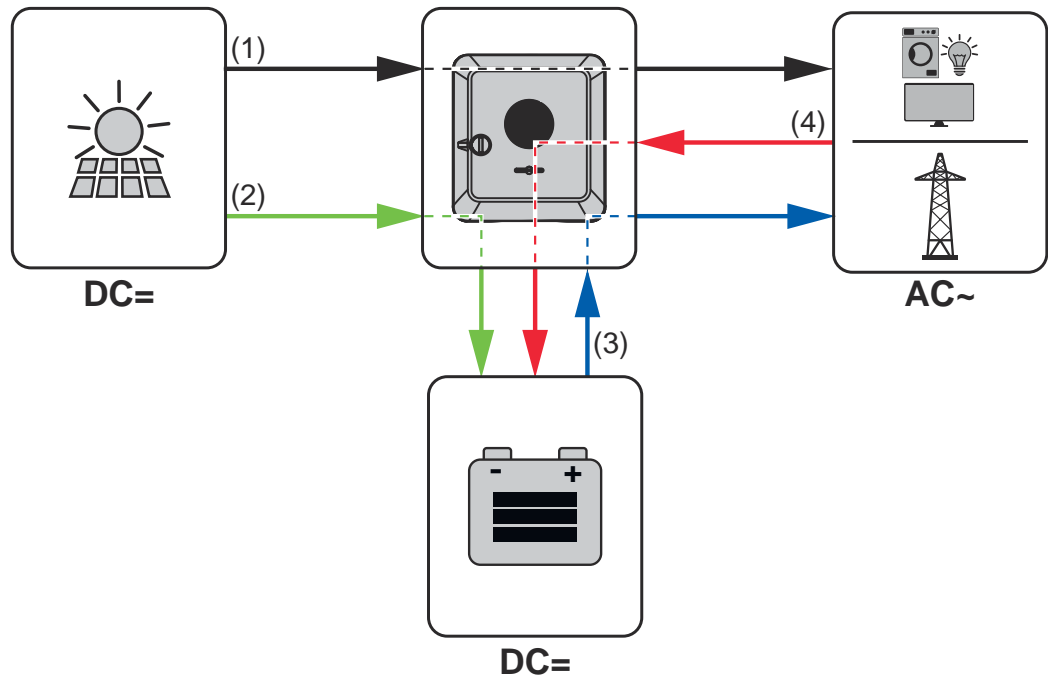 (1)
(4)
(2)
DC=
AC~
(3)
- +
DC=